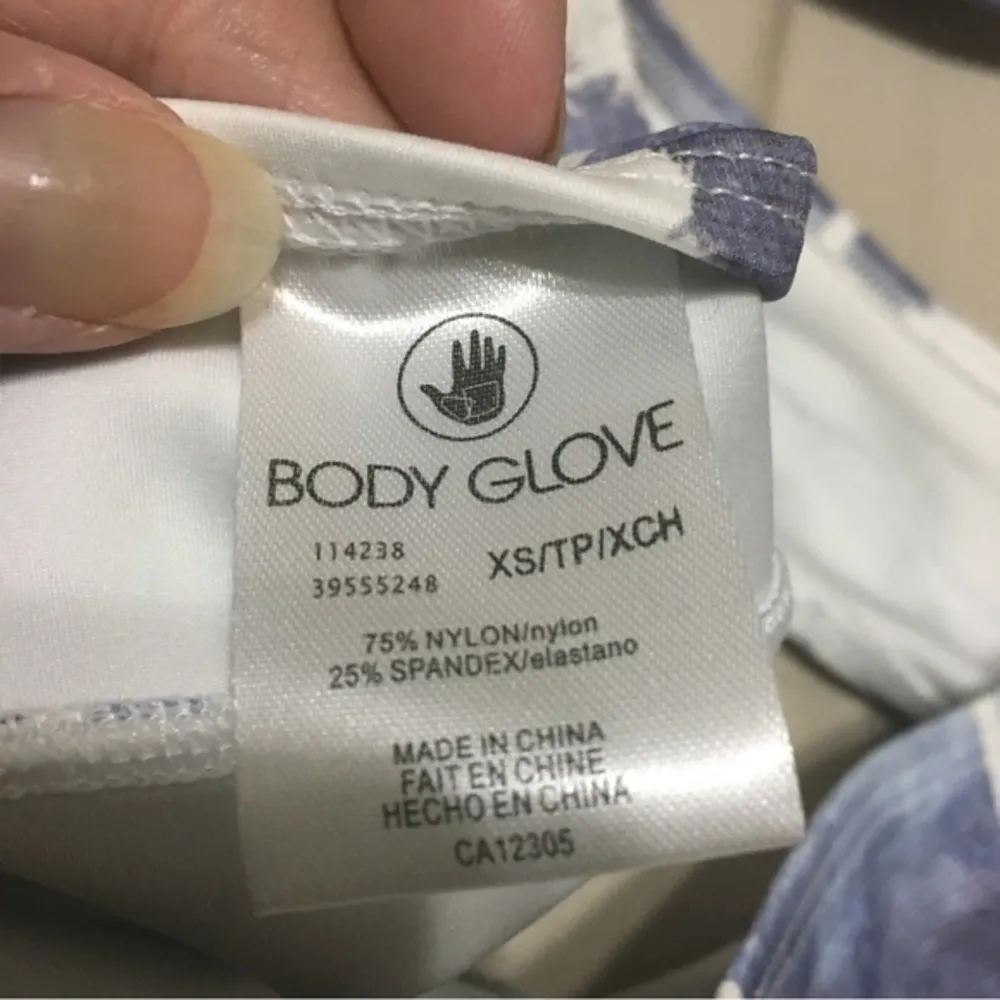 BODY GLOVE
114238
39555248
XS/TP/XCH
75% NYLON/nylon
25% SPANDEX/elastano
MADE IN CHINA
FAIT EN CHINE
HECHO EN CHINA
CA12305